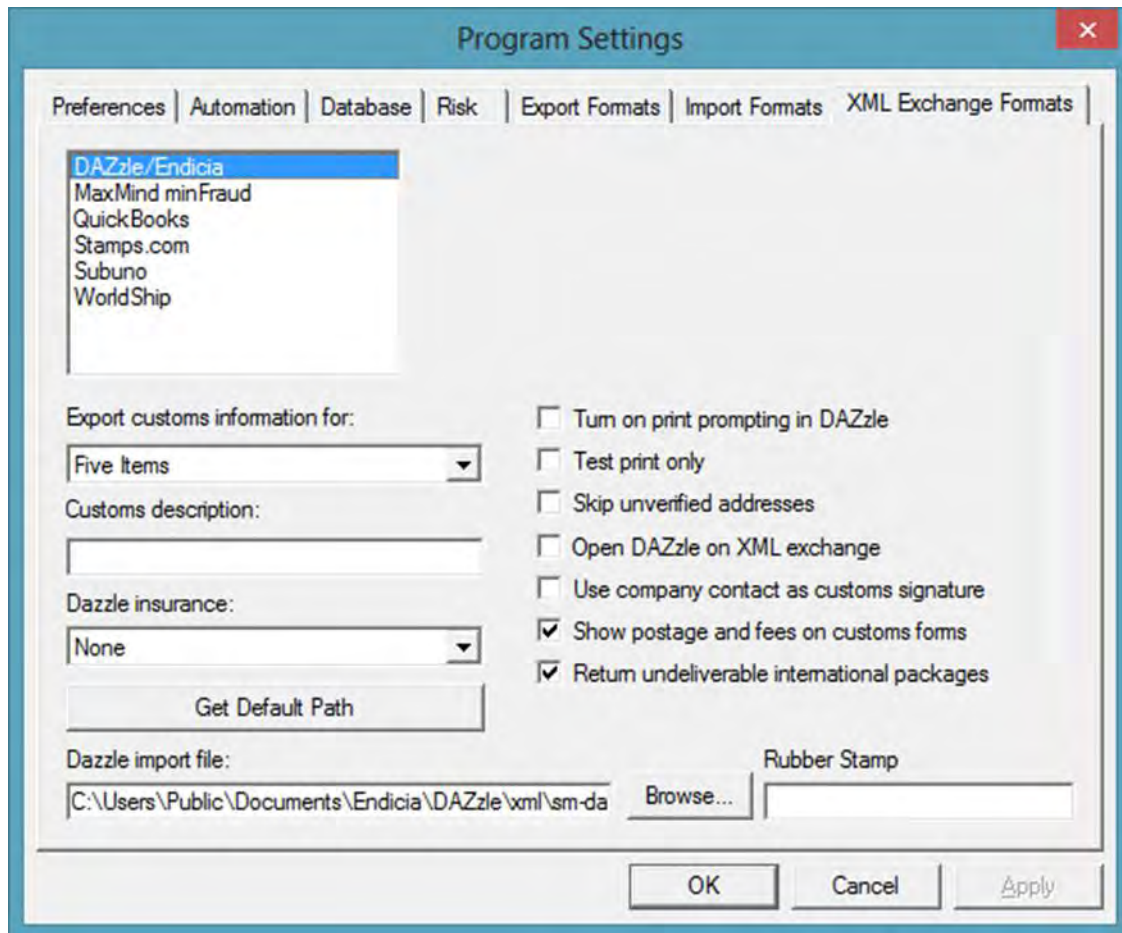 Program Settings
Preferences Automation Database Risk Export Formats Import Formats XML Exchange Formats
DAZzle/Endicia
MaxMind minFraud
QuickBooks
Stamps.com
Subuno
WorldShip
Export customs information for:
Five Items
Customs description:
Dazzle insurance:
None
Get Default Path
Turn on print prompting in DAZzle
Test print only
Skip unverified addresses
Open DAZzle on XML exchange
Use company contact as customs signature
Show postage and fees on customs forms
Return undeliverable international packages
Dazzle import file:
C:\Users\Public\Documents\Endicia\DAZzle\xml\sm-da
Browse...
Rubber Stamp
OK Cancel Apply